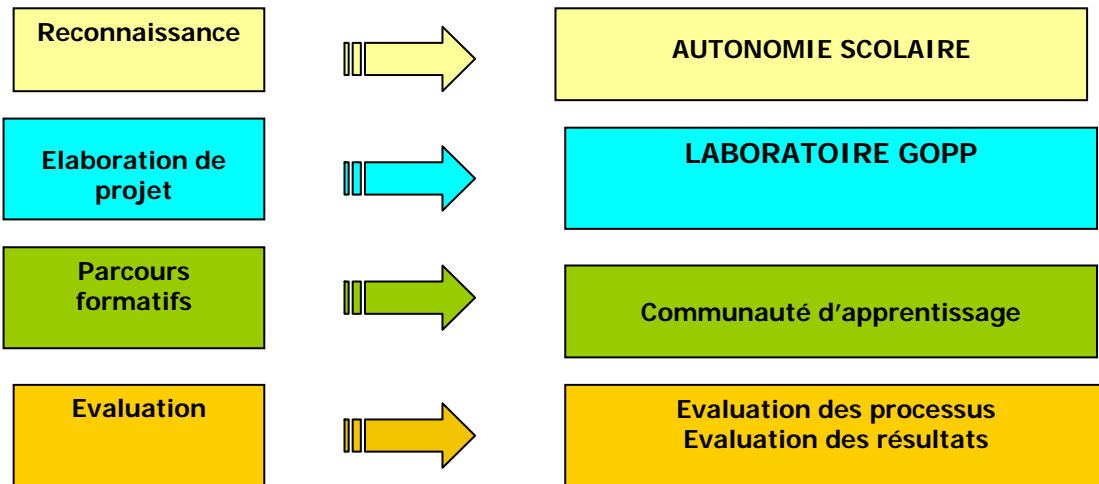 Reconnaissance
AUTONOMIE SCOLAIRE
Elaboration de
projet
LABORATOIRE GOPP
Parcours
formatifs
Communauté d'apprentissage
Evaluation
Evaluation des processus
Evaluation des résultats